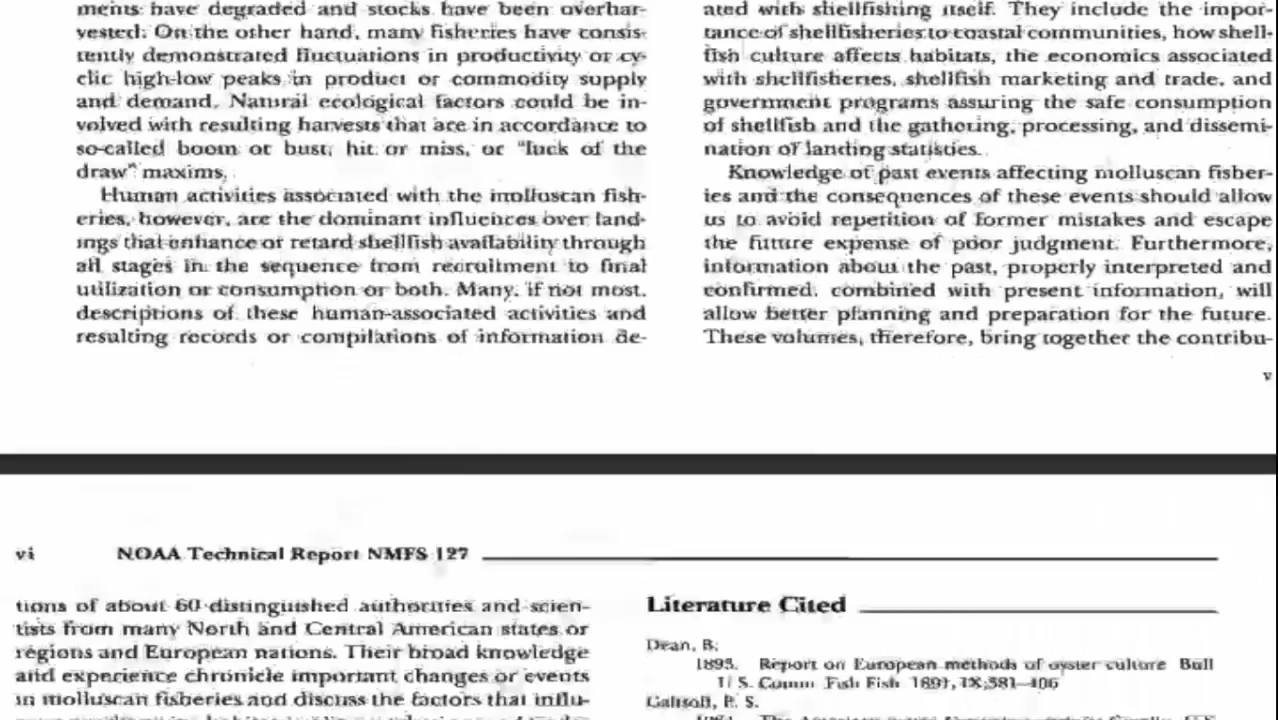 ments have degraded and stocks have been overhar-
vested. On the other hand, many fisheries have consis-
tently demonstrated fluctuations in productivity or cy-
clic high-low peaks in product or commodity supply
and demand. Natural ecological factors could be in-
volved with resulting harvests that are in accordance to
so-called boom or bust, hit or miss, or "luck of the
draw" maxims.
Human activities associated with the molluscan fish-
eries, however, are the dominant influences over land-
ings that enhance or retard shellfish availability through
all stages in the sequence from recruitment to final
utilization or consumption or both. Many, if not most,
descriptions of these human-associated activities and
resulting records or compilations of information de-
ated with shellfishing itself. They include the impor-
tance of shellfisheries to coastal communities, how shell-
fish culture affects habitats, the economics associated
with shellfisheries, shellfish marketing and trade, and
government programs assuring the safe consumption
of shellfish and the gathering, processing, and dissemi-
nation of landing statistics.
Knowledge of past events affecting molluscan fisher-
ies and the consequences of these events should allow
us to avoid repetition of former mistakes and escape
the future expense of poor judgment. Furthermore,
information about the past, properly interpreted and
confirmed, combined with present information, will
allow better planning and preparation for the future.
These volumes, therefore, bring together the contribu-
v
vi NOAA Technical Report NMFS 127
tions of about 60 distinguished authorities and scien-
tists from many North and Central American states or
regions and European nations. Their broad knowledge
and experience chronicle important changes or events
in molluscan fisheries and discuss the factors that influ-
Literature Cited
Dean, B.
1893. Report on European methods of oyster culture Bull
U S. Comm Fish Fish 1891, IX:381–406
Galtsoff, P. S.